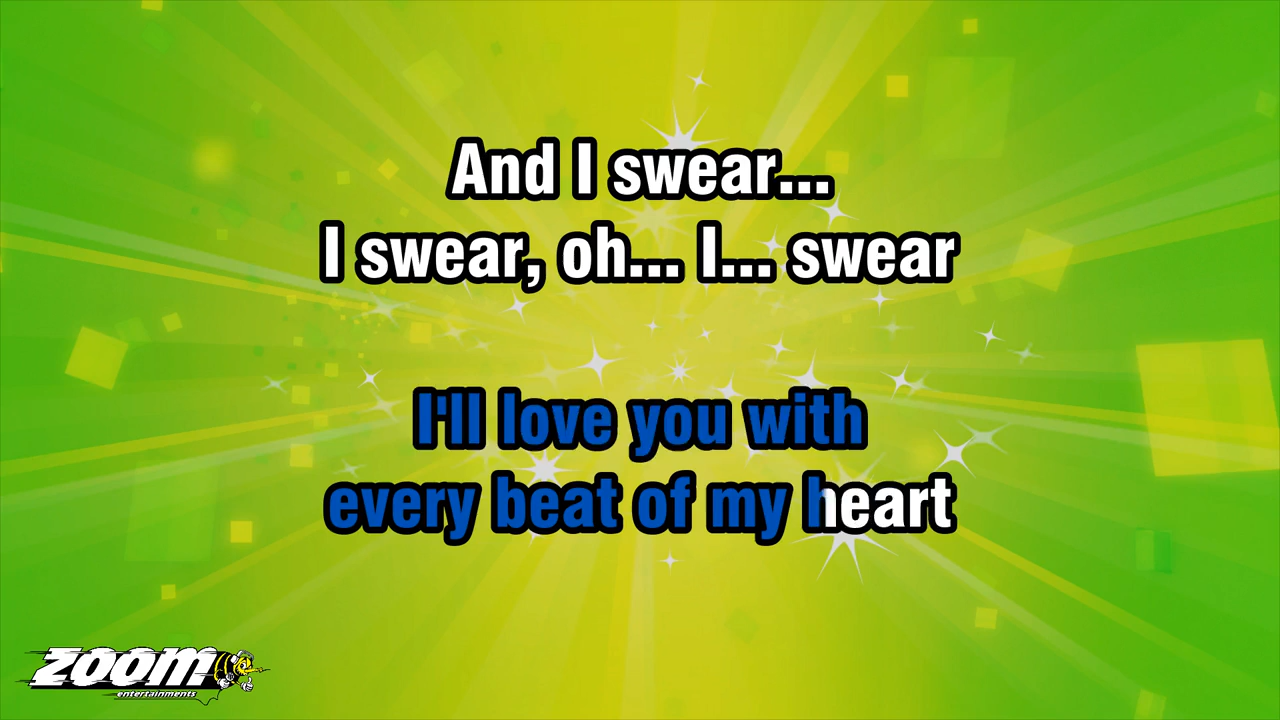 And I swear...
I swear, oh... I... swear
I'll love you with
every beat of my heart
zoom
entertainments